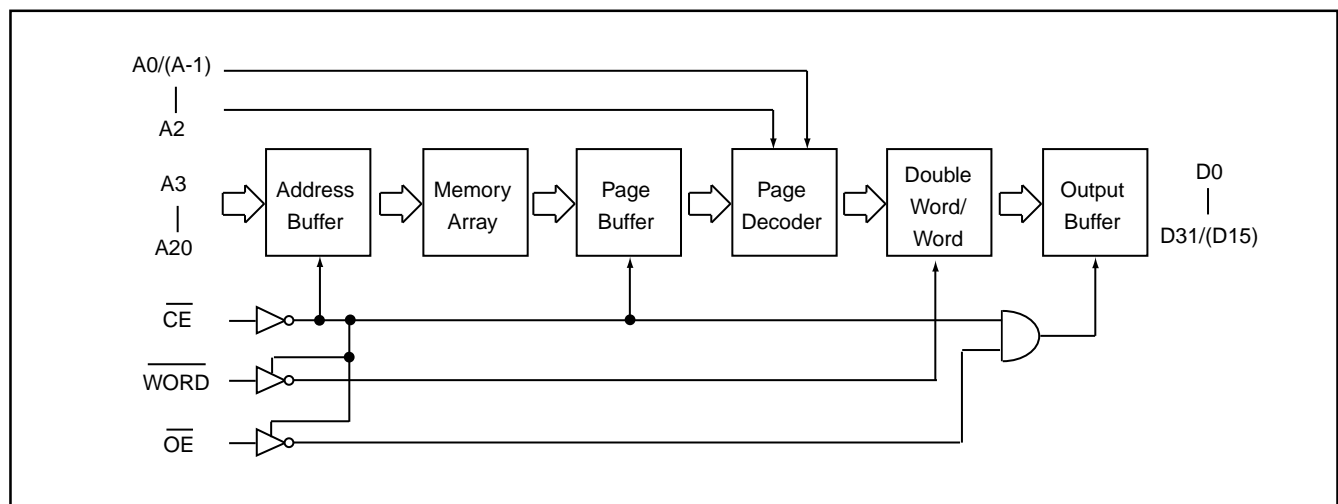 A0/(A-1)
A2
A3
A20
Address
Buffer
Memory
Array
Page
Buffer
Page
Decoder
Double
Word/
Word
Output
Buffer
D0
D31/(D15)
CE
WORD
OE